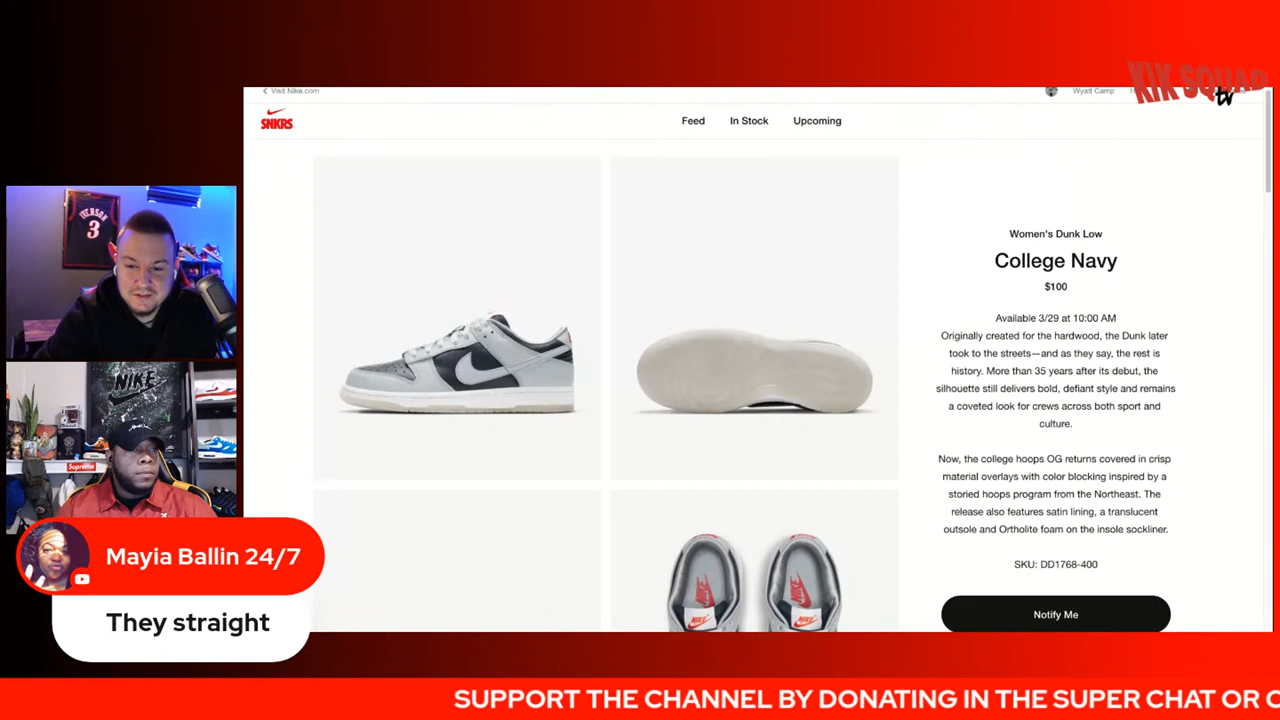 Visit Nike.com
Wyatt Camp
KIK SQUAD
tv
SNKRS
Feed
In Stock
Upcoming
IVERSON
3
Women's Dunk Low
College Navy
$100
Available 3/29 at 10:00 AM
Originally created for the hardwood, the Dunk later
took to the streets—and as they say, the rest is
history. More than 35 years after its debut, the
silhouette still delivers bold, defiant style and remains
a coveted look for crews across both sport and
culture.
Now, the college hoops OG returns covered in crisp
material overlays with color blocking inspired by a
storied hoops program from the Northeast. The
release also features satin lining, a translucent
outsole and Ortholite foam on the insole sockliner.
SKU: DD1768-400
Notify Me
NIKE
Supreme
NIKE
NIKE
NIKE
NIKE
Mayia Ballin 24/7
They straight
SUPPORT THE CHANNEL BY DONATING IN THE SUPER CHAT OR